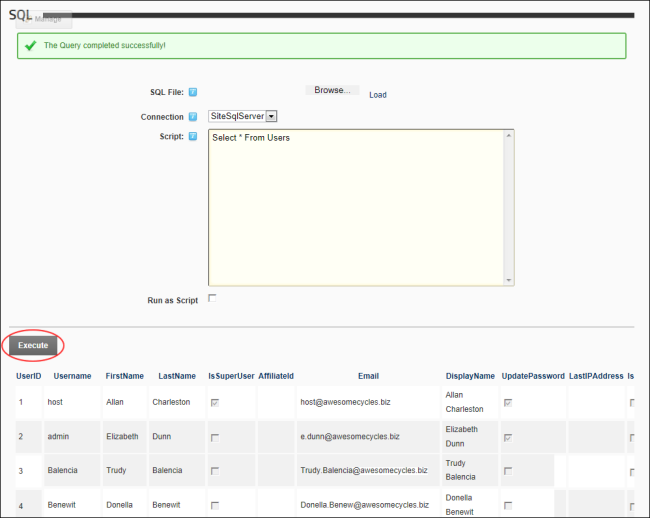 SQL
Manage
The Query completed successfully!
SQL File: Browse... Load
Connection SiteSqlServer
Script: Select * From Users
Run as Script
Execute
UserID Username FirstName LastName IsSuperUser AffiliateId Email DisplayName UpdatePassword LastIPAddress Is
1 host Allan Charleston host@awesomecycles.biz Allan
Charleston
2 admin Elizabeth Dunn e.dunn@awesomecycles.biz Elizabeth
Dunn
3 Balencia Trudy Balencia Trudy.Balencia@awesomecycles.biz Trudy
Balencia
4 Benewit Donella Benewit Donella.Benew@awesomecycles.biz Donella
Benewit